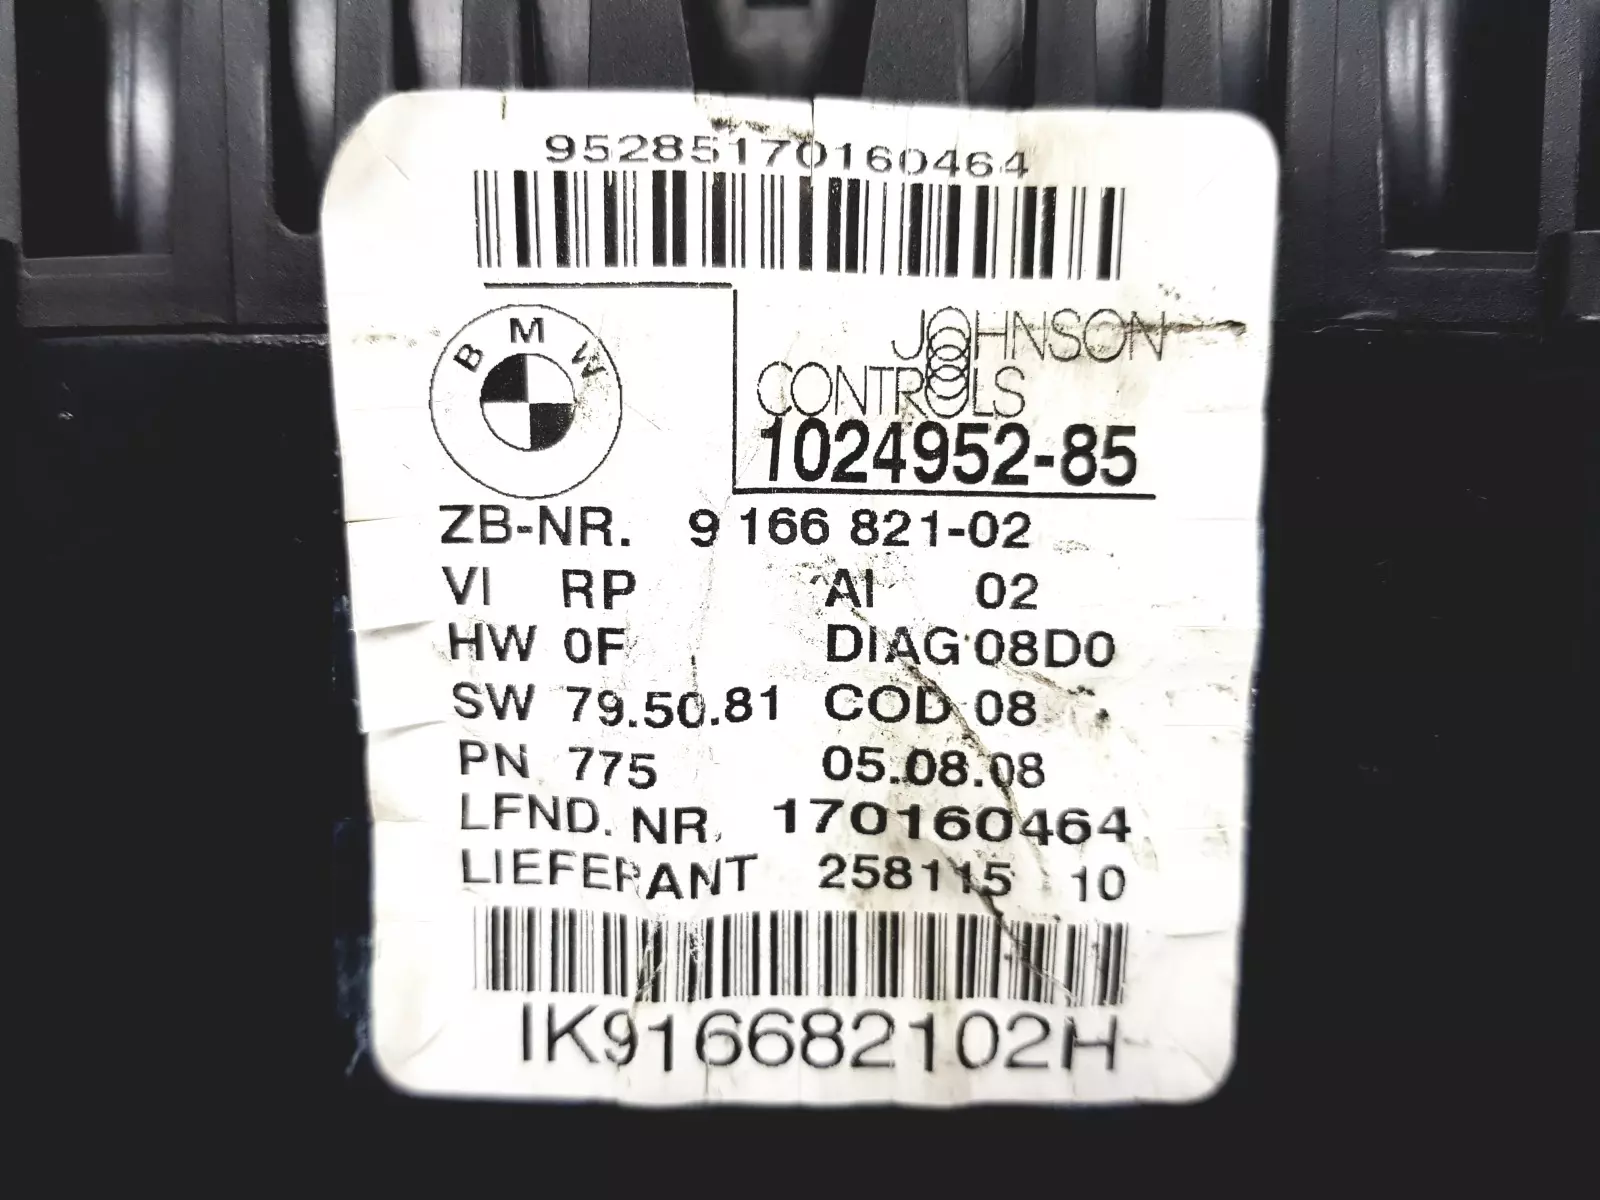 95285170160464
BMW
JOHNSON
CONTROLS
1024952-85
ZB-NR. 9 166 821-02
VI RP AI 02
HW 0F DIAG 08D0
SW 79.50.81 COD 08
PN 775 05.08.08
LFND. NR. 170160464
LIEFERANT 258115 10
IK916682102H